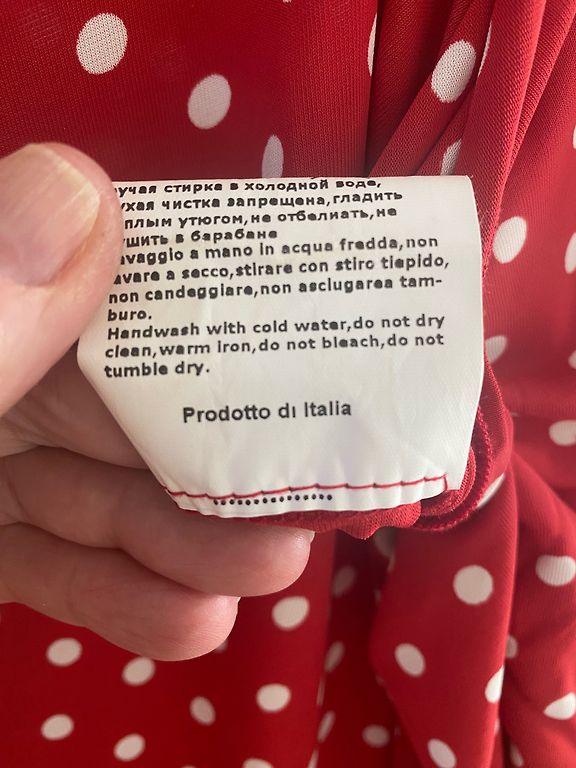 учая стирка в холодной воде,
ухая чистка запрещена,гладить
плым утюгом,не отбелиать,не
ушить в барабане
avaggio a mano in acqua fredda,non
avare a secco,stirare con stiro tiepido,
non candeggiare,non asciugarea tam-
buro.
Handwash with cold water,do not dry
clean,warm iron,do not bleach,do not
tumble dry.
Prodotto di Italia